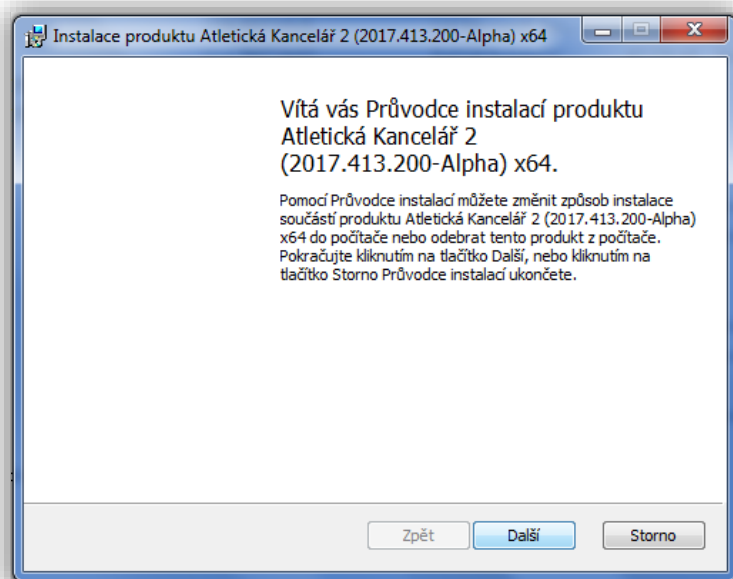 Instalace produktu Atletická Kancelář 2 (2017.413.200-Alpha) x64
Vítá vás Průvodce instalací produktu
Atletická Kancelář 2
(2017.413.200-Alpha) x64.
Pomocí Průvodce instalací můžete změnit způsob instalace
součástí produktu Atletická Kancelář 2 (2017.413.200-Alpha)
x64 do počítače nebo odebrat tento produkt z počítače.
Pokračujte kliknutím na tlačítko Další, nebo kliknutím na
tlačítko Storno Průvodce instalací ukončete.
Zpět Další Storno